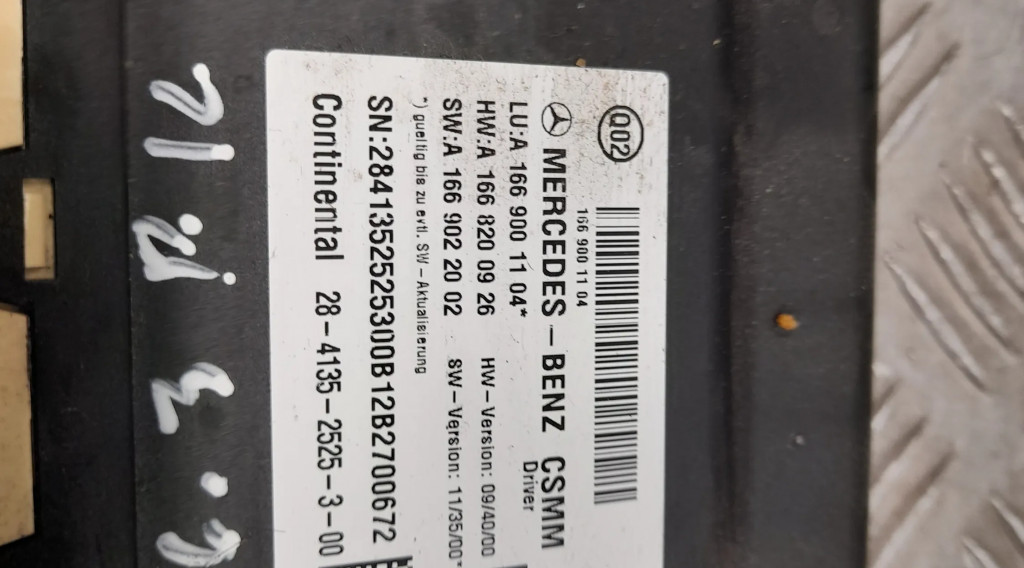 Q02
166 900 11 04
MERCEDES-BENZ CSMM
Driver
LU:A 166 900 11 04*
HW:A 166 820 09 26 HW-Version: 09/40/00
SW:A 166 902 20 02 SW-Version: 11/35/00*
*) gueltig bis zu evtl. SW-Aktualisierung
SN:2841352525300B12B2700672
Continental 28-4135-2525-3-00